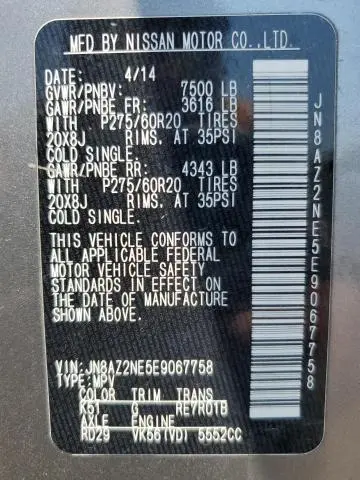 MFD BY NISSAN MOTOR CO.,LTD.
DATE 4/14
GVWR/PNBV: 7500 LB
GAWR/PNBE FR: 3616 LB
WITH P275/60R20 TIRES
20X8J RIMS. AT 35PSI
COLD SINGLE.
GAWR/PNBE RR: 4343 LB
WITH P275/60R20 TIRES
20X8J RIMS. AT 35PSI
COLD SINGLE.
THIS VEHICLE CONFORMS TO
ALL APPLICABLE FEDERAL
MOTOR VEHICLE SAFETY
STANDARDS IN EFFECT ON
THE DATE OF MANUFACTURE
SHOWN ABOVE.
VIN:JN8AZ2NE5E9067758
TYPE:MPV
COLOR TRIM TRANS
K51 G RE7R01B
AXLE ENGINE
RD29 VK56(VD) 5552CC
JN8AZ2NE5E9067758